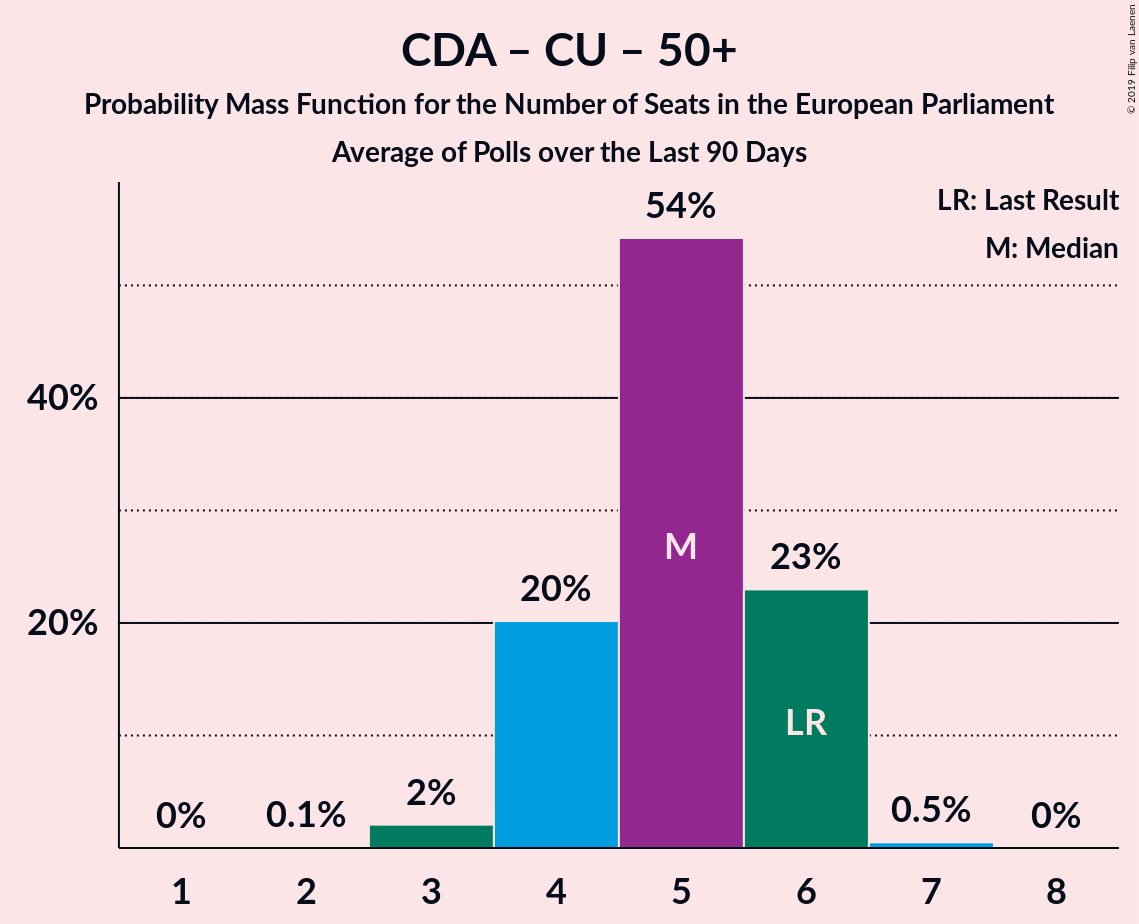 CDA – CU – 50+
Probability Mass Function for the Number of Seats in the European Parliament
Average of Polls over the Last 90 Days
© 2019 Filip van Laenen
LR: Last Result
M: Median
54%
40%
M
23%
20%
20%
LR
2%
0%
0.1%
0.5%
0%
1 2 3 4 5 6 7 8